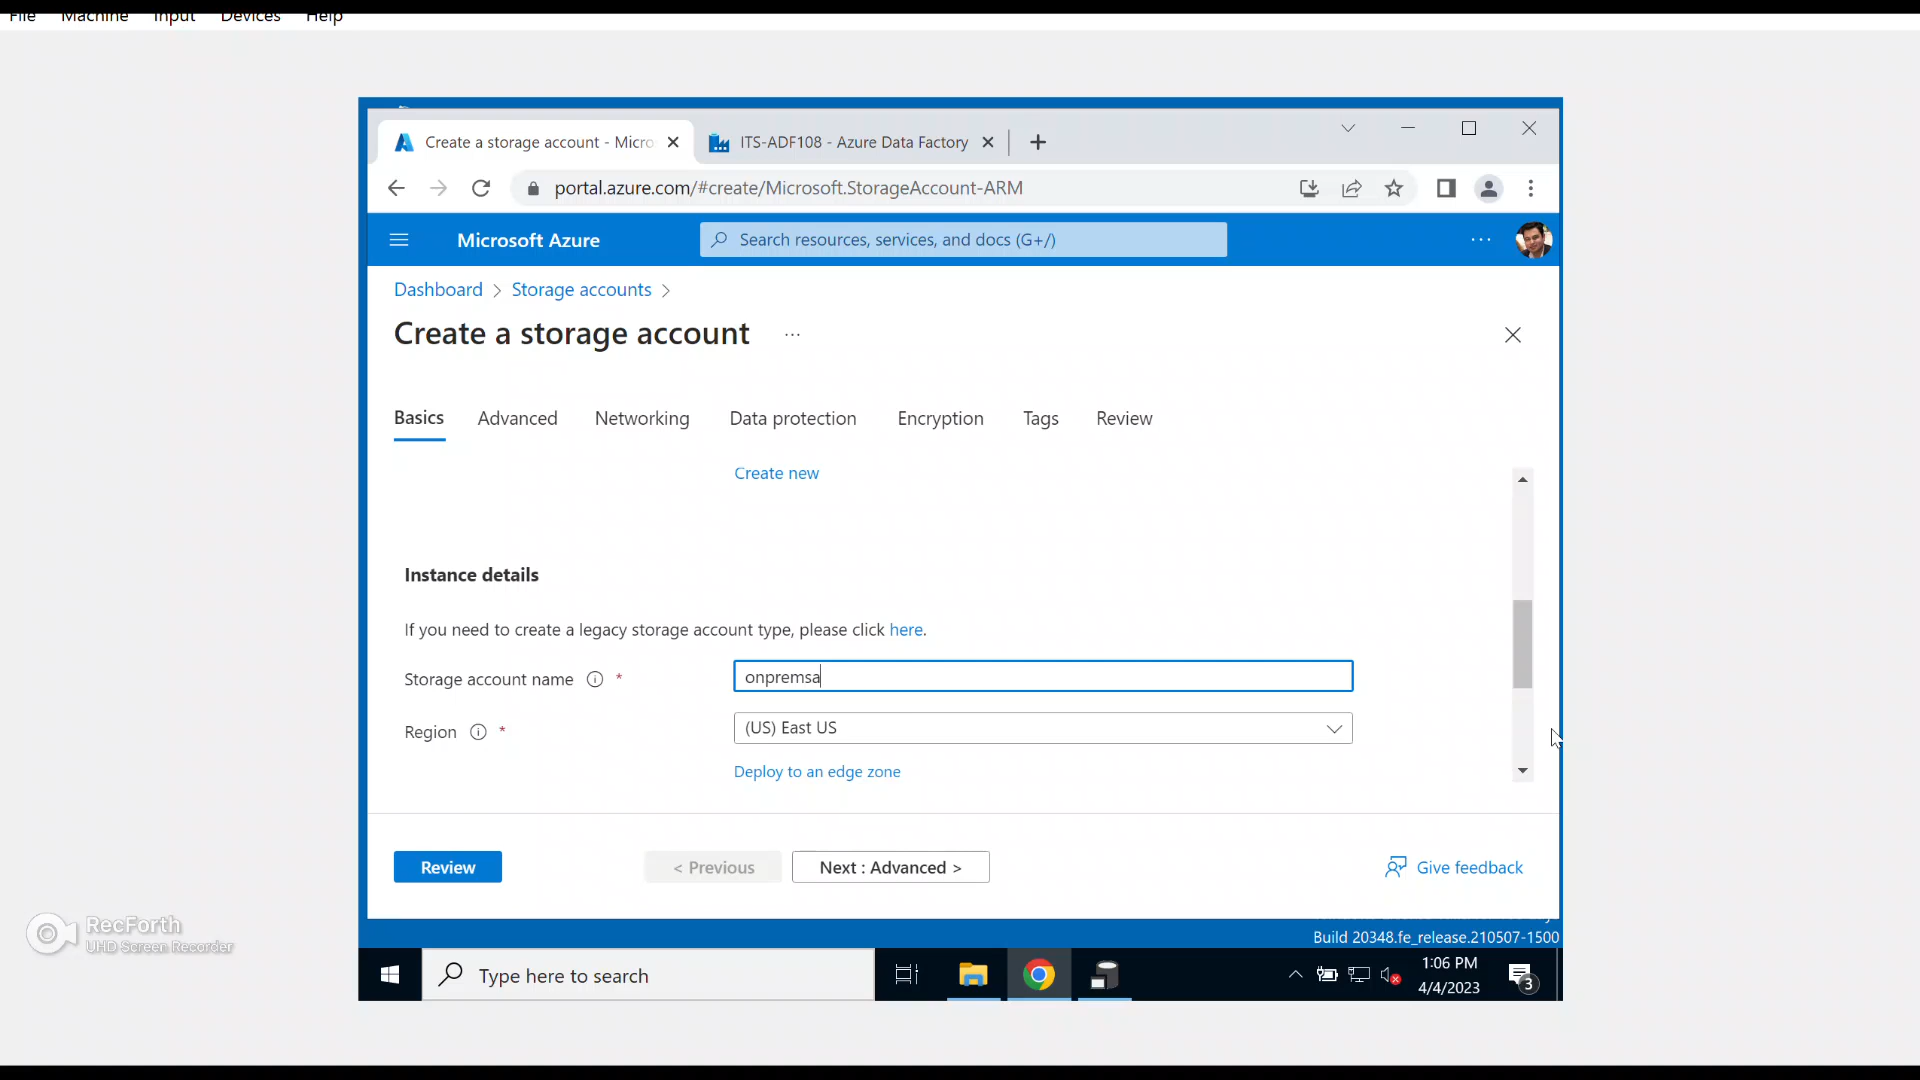 File Machine Input Devices Help
Create a storage account - Micro
ITS-ADF108 - Azure Data Factory
portal.azure.com/#create/Microsoft.StorageAccount-ARM
Microsoft Azure
Search resources, services, and docs (G+/)
Dashboard > Storage accounts >
Create a storage account ...
Basics Advanced Networking Data protection Encryption Tags Review
Create new
Instance details
If you need to create a legacy storage account type, please click here.
Storage account name *
onpremsa
Region *
(US) East US
Deploy to an edge zone
Review
< Previous
Next : Advanced >
Give feedback
RecForth
UHD Screen Recorder
Build 20348.fe_release.210507-1500
Type here to search
1:06 PM
4/4/2023
3